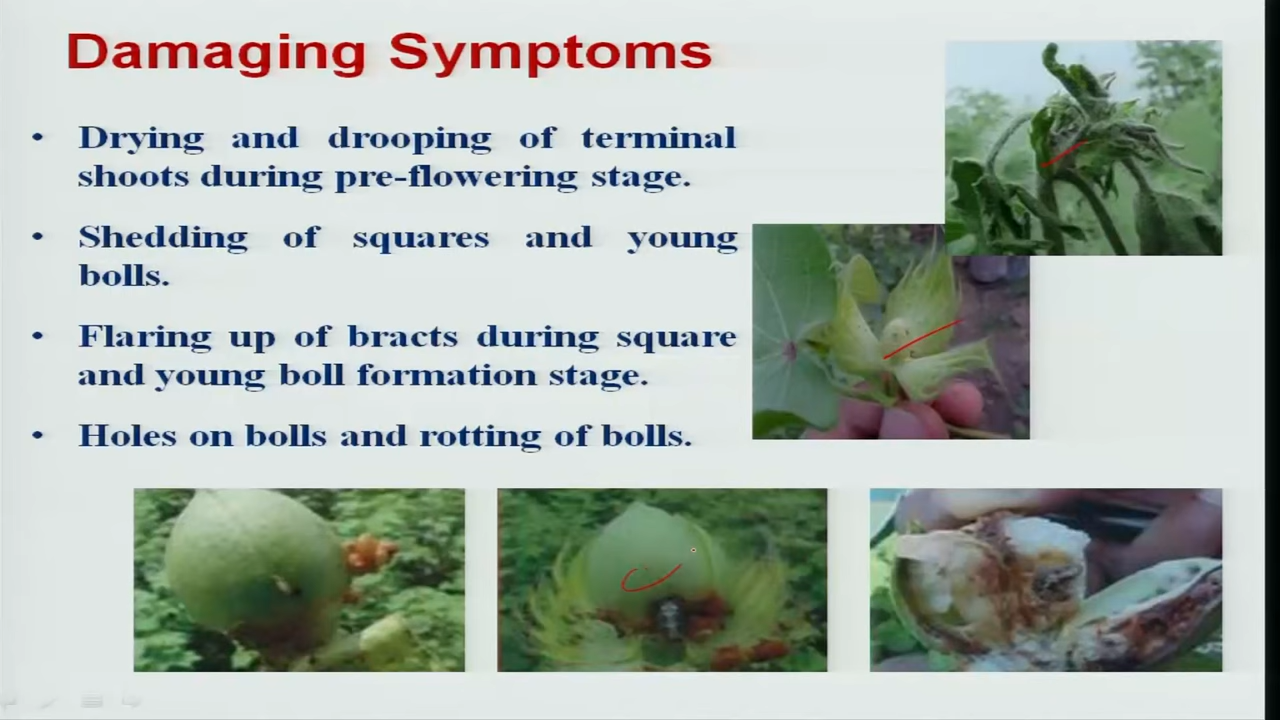 Damaging Symptoms
• Drying and drooping of terminal
shoots during pre-flowering stage.
• Shedding of squares and young
bolls.
• Flaring up of bracts during square
and young boll formation stage.
• Holes on bolls and rotting of bolls.